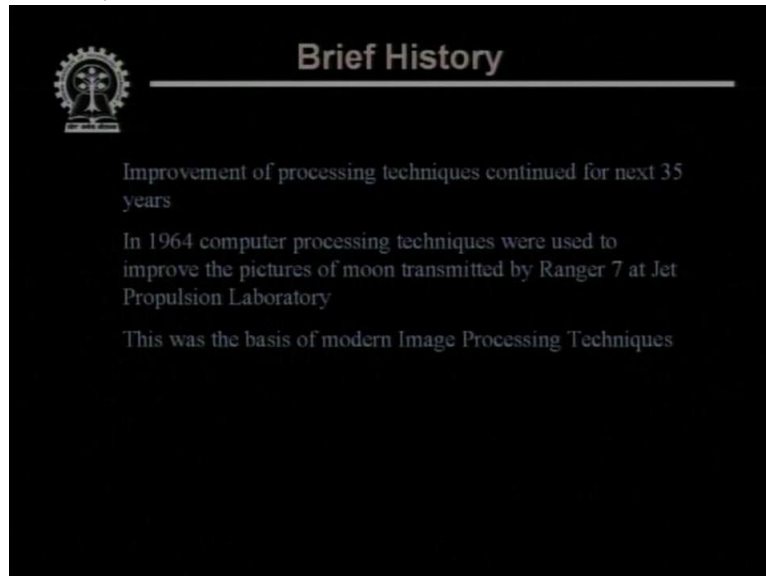 Brief History
Improvement of processing techniques continued for next 35
years
In 1964 computer processing techniques were used to
improve the pictures of moon transmitted by Ranger 7 at Jet
Propulsion Laboratory
This was the basis of modern Image Processing Techniques